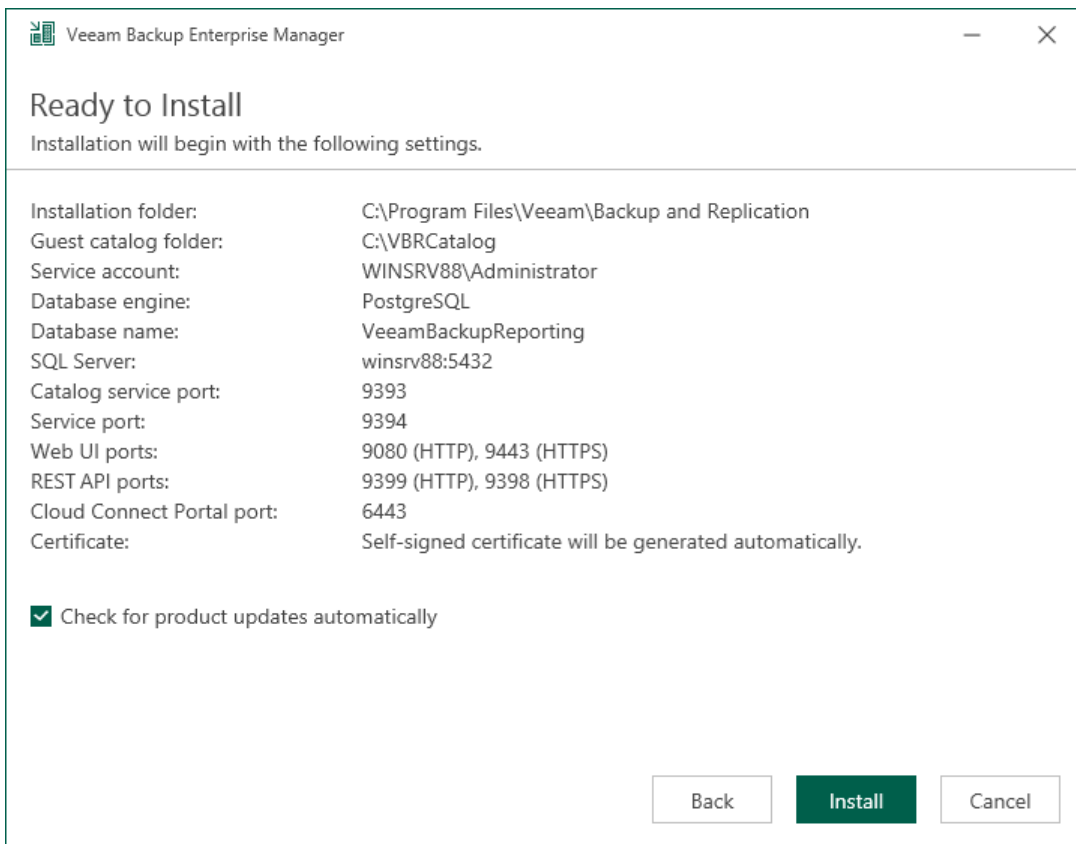 Veeam Backup Enterprise Manager
Ready to Install
Installation will begin with the following settings.
Installation folder: C:\Program Files\Veeam\Backup and Replication
Guest catalog folder: C:\VBRCatalog
Service account: WINSRV88\Administrator
Database engine: PostgreSQL
Database name: VeeamBackupReporting
SQL Server: winsrv88:5432
Catalog service port: 9393
Service port: 9394
Web UI ports: 9080 (HTTP), 9443 (HTTPS)
REST API ports: 9399 (HTTP), 9398 (HTTPS)
Cloud Connect Portal port: 6443
Certificate: Self-signed certificate will be generated automatically.
Check for product updates automatically
Back Install Cancel